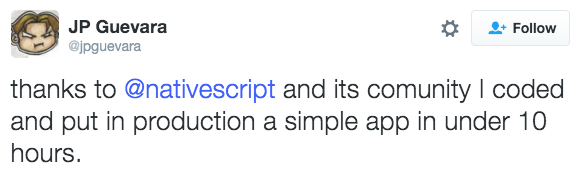 JP Guevara
@jpguevara
Follow
thanks to @nativescript and its comunity I coded
and put in production a simple app in under 10
hours.